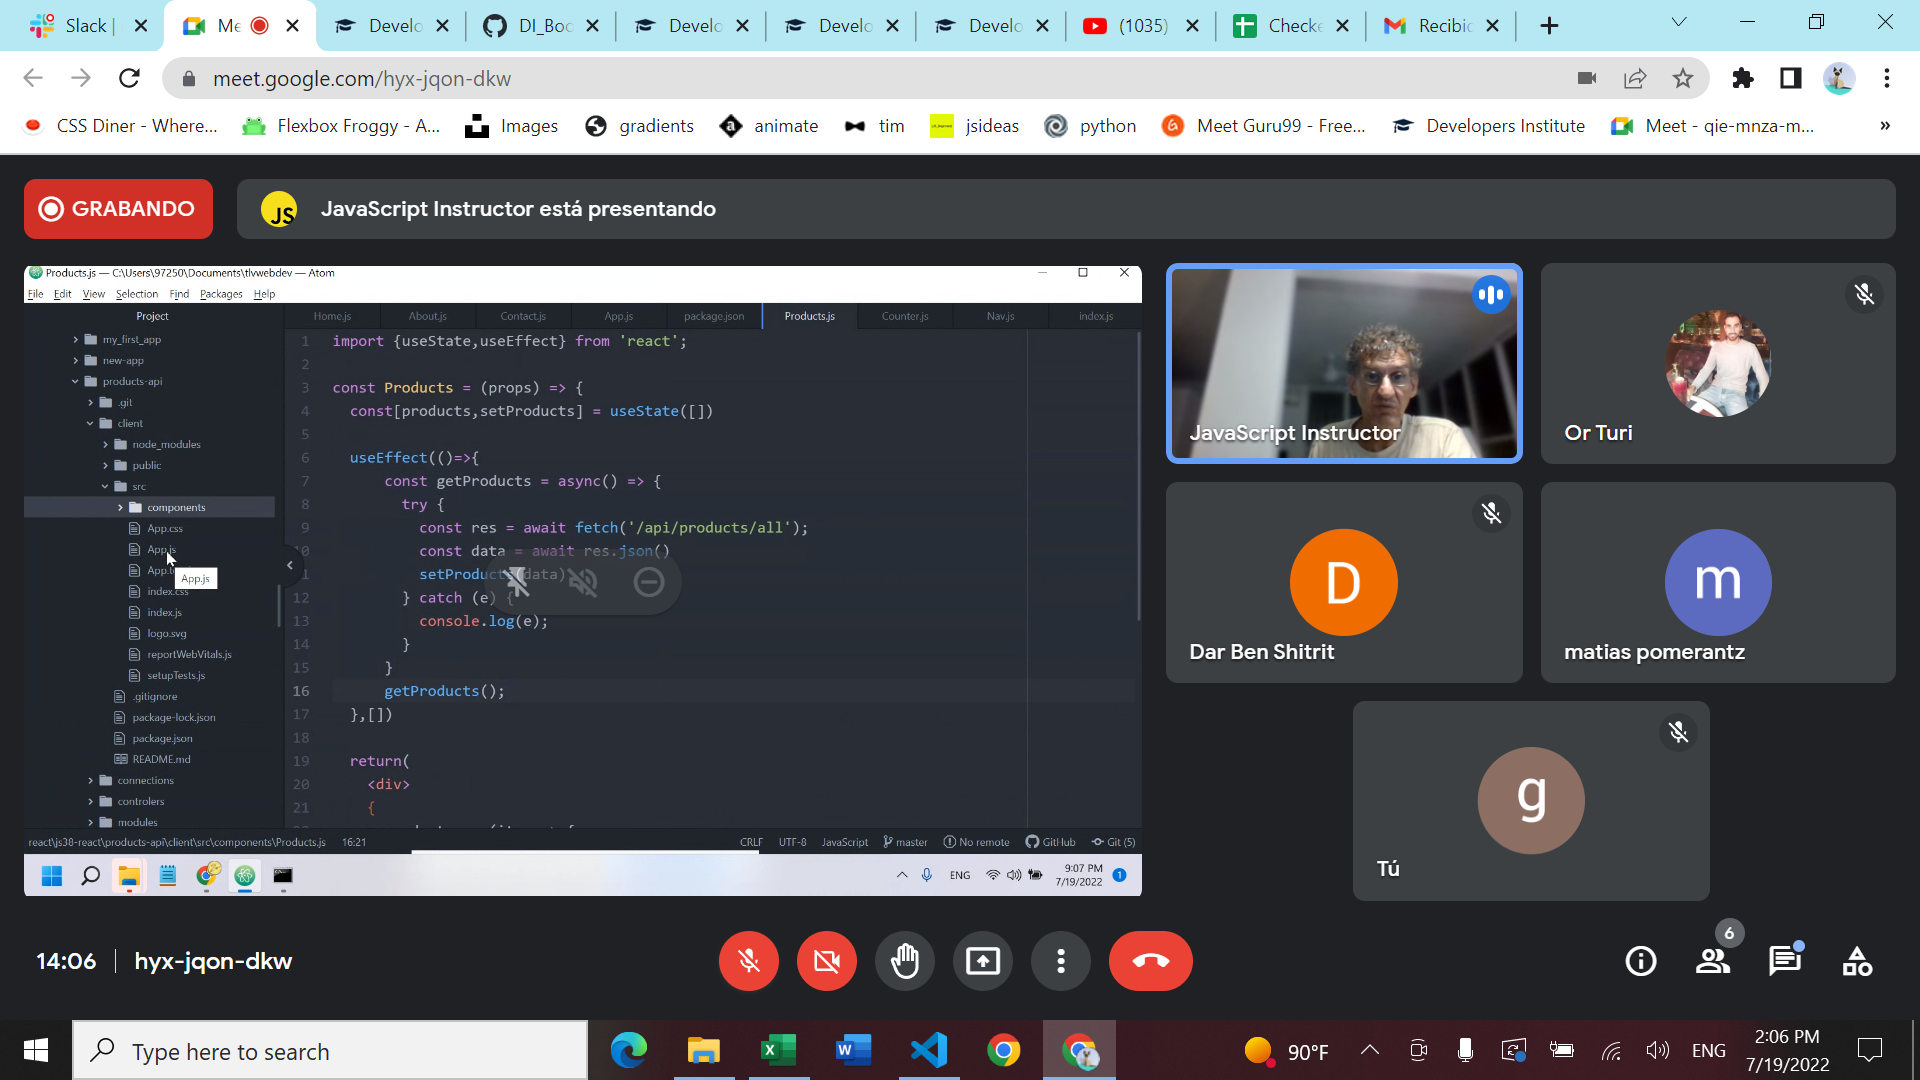 Slack |
Me
Develo
DI_Boc
Develo
Develo
Develo
(1035)
Checke
Recibic
meet.google.com/hyx-jqon-dkw
CSS Diner - Where...
Flexbox Froggy - A...
Images
gradients
animate
tim
jsideas
python
Meet Guru99 - Free...
Developers Institute
Meet - qie-mnza-m...
»
GRABANDO
JS
JavaScript Instructor está presentando
Products.js — C:\Users\97250\Documents\tlvwebdev — Atom
File Edit View Selection Find Packages Help
Project
Home.js
About.js
Contact.js
App.js
package.json
Products.js
Counter.js
Nav.js
index.js
my_first_app
new-app
products-api
.git
client
node_modules
public
src
components
App.css
App.js
App.js
index.css
index.js
logo.svg
reportWebVitals.js
setupTests.js
.gitignore
package-lock.json
package.json
README.md
connections
controlers
modules
1 import {useState,useEffect} from 'react';
2
3 const Products = (props) => {
4 const[products,setProducts] = useState([])
5
6 useEffect(()=>{
7 const getProducts = async() => {
8 try {
9 const res = await fetch('/api/products/all');
10 const data = await res.json()
11 setProducts(data)
12 } catch (e) {
13 console.log(e);
14 }
15 }
16 getProducts();
17 },[])
18
19 return(
20 <div>
21 {
react\js38-react\products-api\client\src\components\Products.js 16:21
CRLF UTF-8 JavaScript master No remote GitHub Git (5)
ENG
9:07 PM
7/19/2022
1
JavaScript Instructor
Or Turi
D
Dar Ben Shitrit
m
matias pomerantz
g
Tú
14:06 | hyx-jqon-dkw
6
Type here to search
90°F
ENG
2:06 PM
7/19/2022